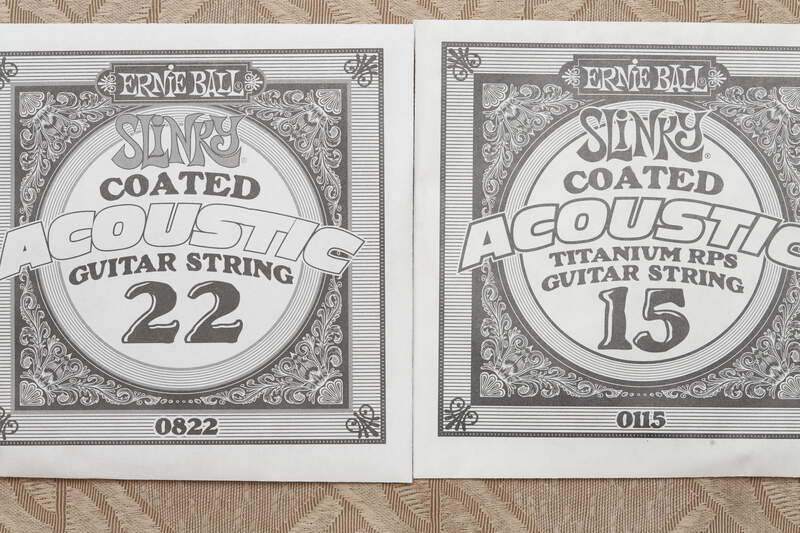 ERNIE BALL
SLINKY®
COATED
ACOUSTIC
GUITAR STRING
22
0822
ERNIE BALL
SLINKY®
COATED
ACOUSTIC
TITANIUM RPS
GUITAR STRING
15
0115